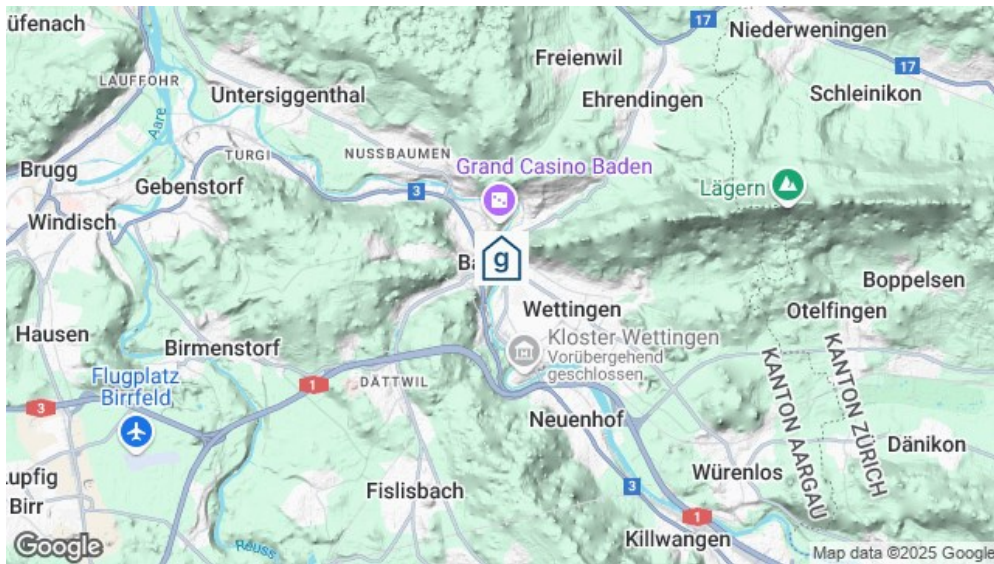 üfenach
17
Niederweningen
Freienwil
17
LAUFFOHR
Untersiggenthal
Ehrendingen
Schleinikon
Aare
TURGI
NUSSBAUMEN
Brugg
Grand Casino Baden
Gebenstorf
3
Lägern
Windisch
Ba
g
Boppelsen
Wettingen
Otelfingen
Hausen
Birmenstorf
Kloster Wettingen
Vorübergehend
geschlossen
KANTON ZÜRICH
KANTON AARGAU
Flugplatz
Birrfeld
1
DÄTTWIL
3
Neuenhof
Dänikon
Lupfig
Würenlos
Birr
Fislisbach
3
1
Killwangen
Reuss
Google
Map data ©2025 Google